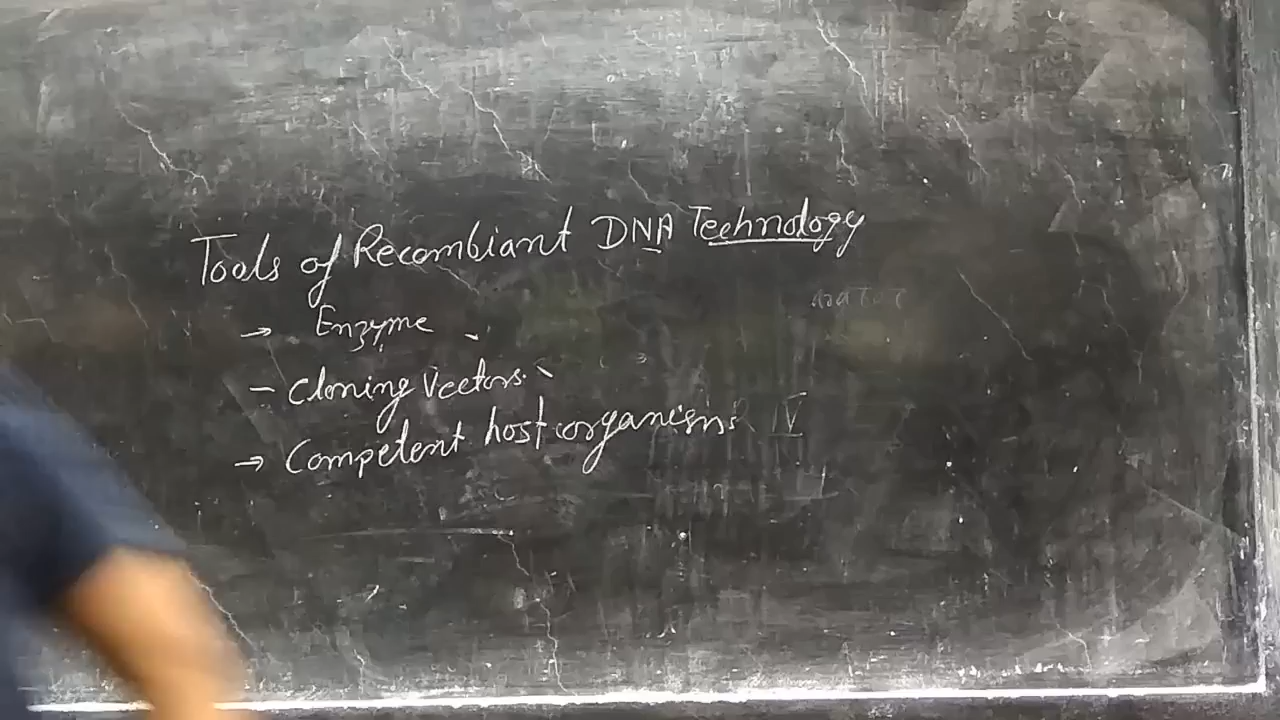 Tools of Recombiant DNA Technology
→ Enzyme
- Cloning Vectors.
→ Competent host organisms